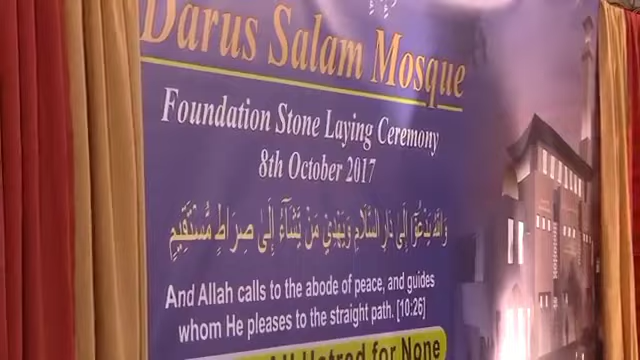 Darus Salam Mosque
Foundation Stone Laying Ceremony
8th October 2017
وَاللَّهُ يَدْعُوٓا إِلَىٰ دَارِ السَّلَامِ وَيَهْدِي مَنْ يَّشَآءُ إِلَىٰ صِرَاطٍ مُّسْتَقِيمٍ
And Allah calls to the abode of peace, and guides
whom He pleases to the straight path. [10:26]
Hatred for None